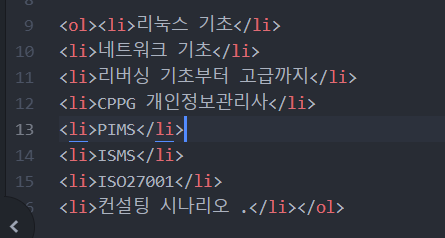 9 <ol><li>리눅스 기초</li>
10 <li>네트워크 기초</li>
11 <li>리버싱 기초부터 고급까지</li>
12 <li>CPPG 개인정보관리사</li>
13 <li>PIMS</li>
14 <li>ISMS</li>
15 <li>ISO27001</li>
<li>컨설팅 시나리오 .</li></ol>